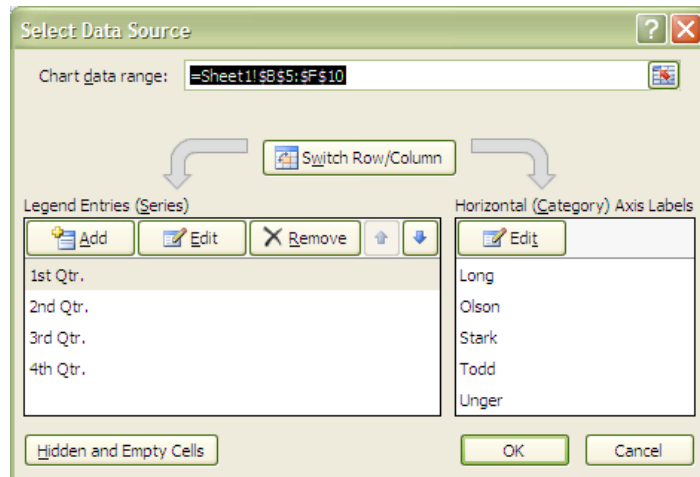 Select Data Source
?
X
Chart data range: =Sheet1!$B$5:$F$10
Switch Row/Column
Legend Entries (Series)
Horizontal (Category) Axis Labels
Add Edit Remove
Edit
1st Qtr.
2nd Qtr.
3rd Qtr.
4th Qtr.
Long
Olson
Stark
Todd
Unger
Hidden and Empty Cells
OK Cancel